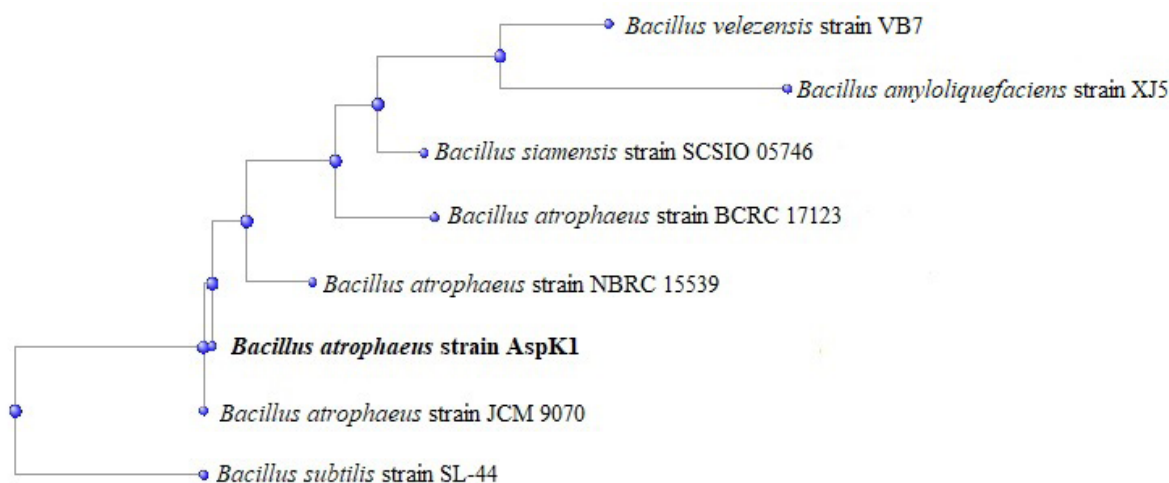 Bacillus velezensis strain VB7
Bacillus amyloliquefaciens strain XJ5
Bacillus siamensis strain SCSIO 05746
Bacillus atrophaeus strain BCRC 17123
Bacillus atrophaeus strain NBRC 15539
Bacillus atrophaeus strain AspK1
Bacillus atrophaeus strain JCM 9070
Bacillus subtilis strain SL-44